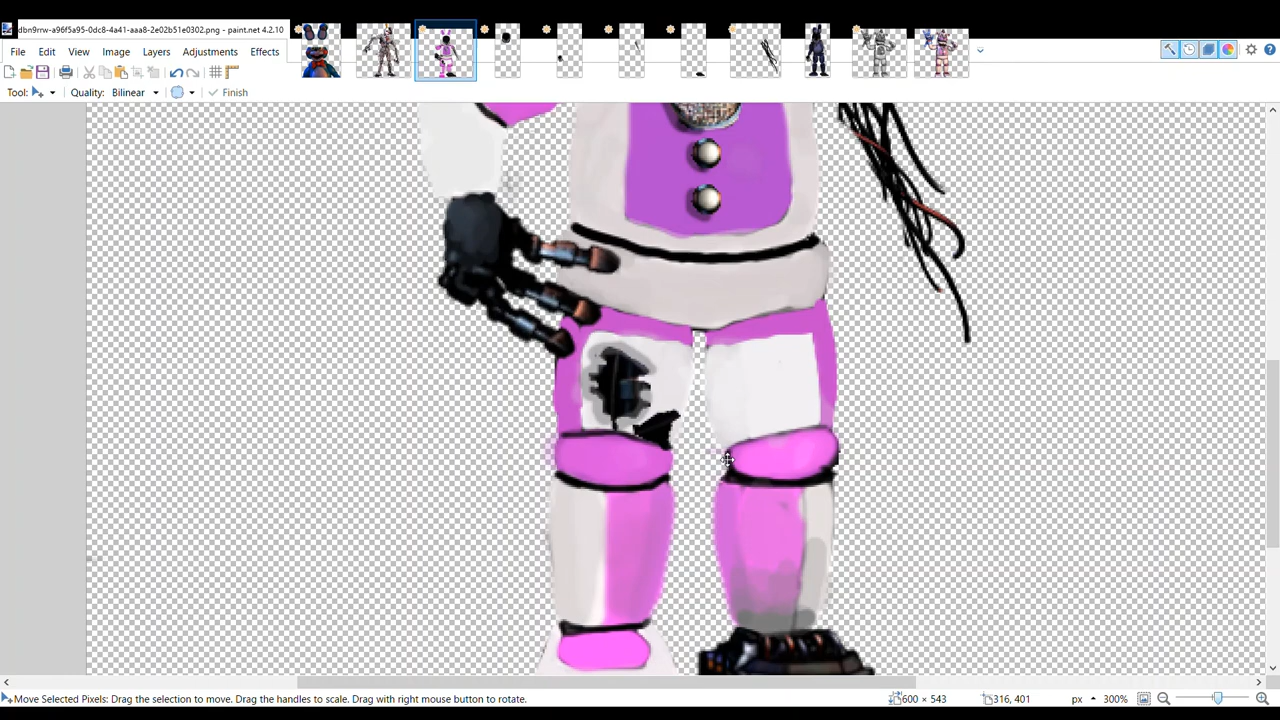 dbn9rnw-a96f5a95-0dc8-4a41-aaa8-2e02b51e0302.png - paint.net 4.2.10
File Edit View Image Layers Adjustments Effects
Tool: Quality: Bilinear Finish
Move Selected Pixels: Drag the selection to move. Drag the handles to scale. Drag with right mouse button to rotate. 600 × 543 316, 401 px 300%